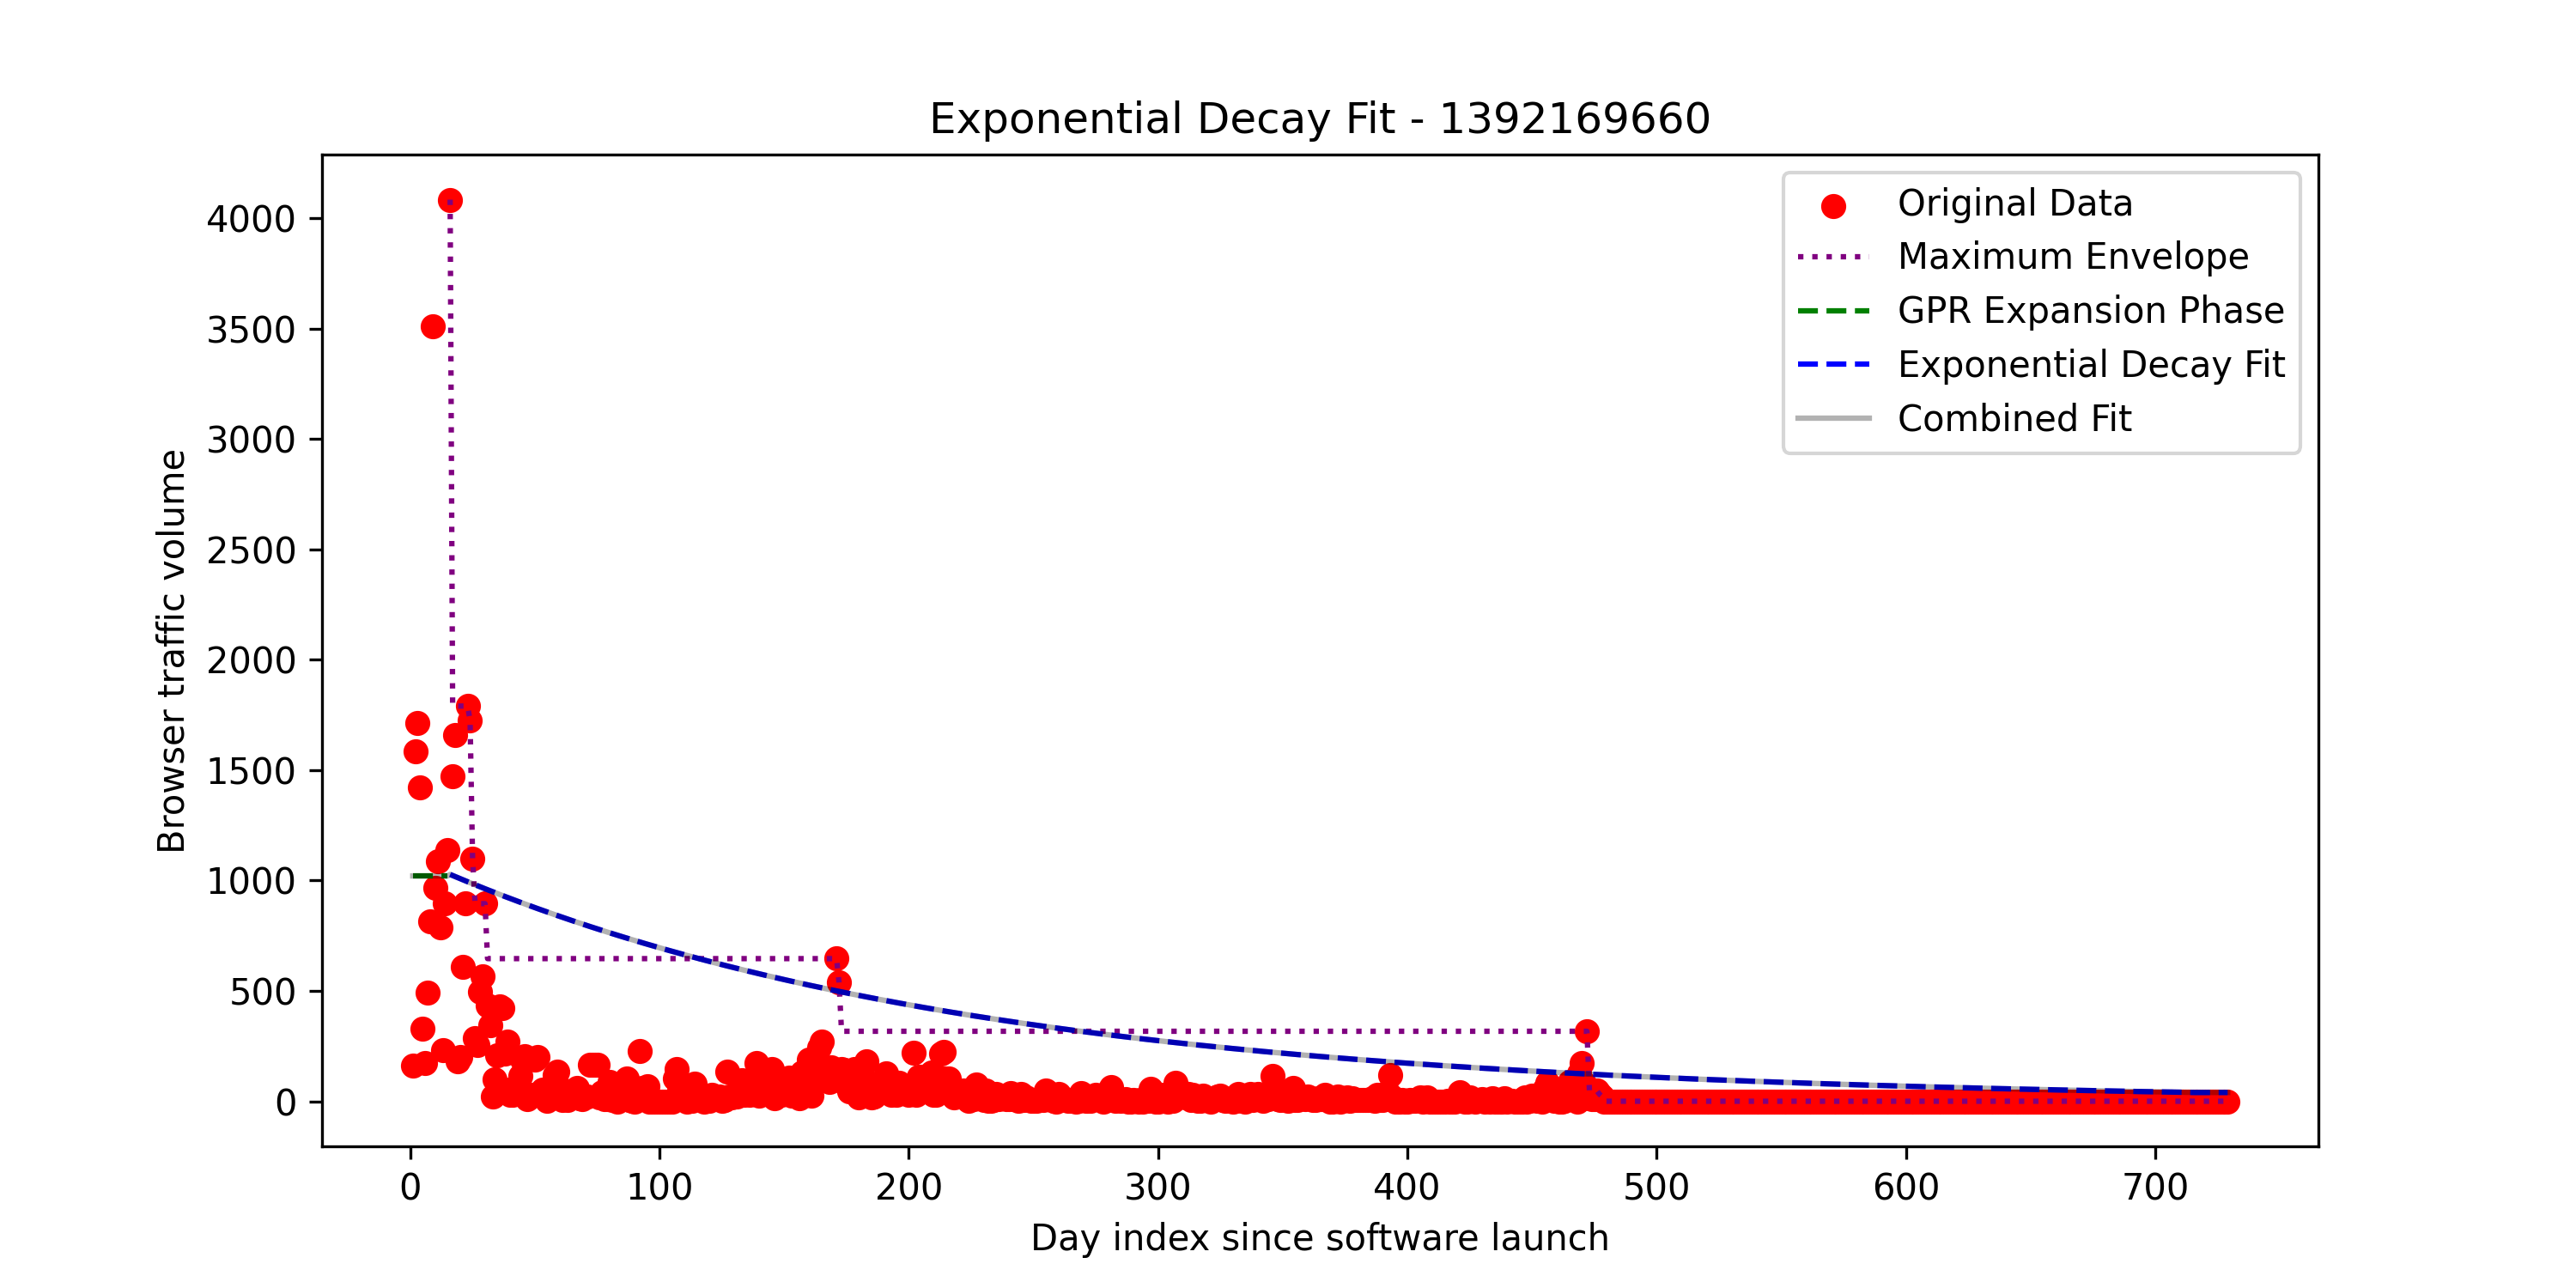 Exponential Decay Fit - 1392169660
Original Data
Maximum Envelope
GPR Expansion Phase
Exponential Decay Fit
Combined Fit
Browser traffic volume
4000
3500
3000
2500
2000
1500
1000
500
0
0 100 200 300 400 500 600 700
Day index since software launch